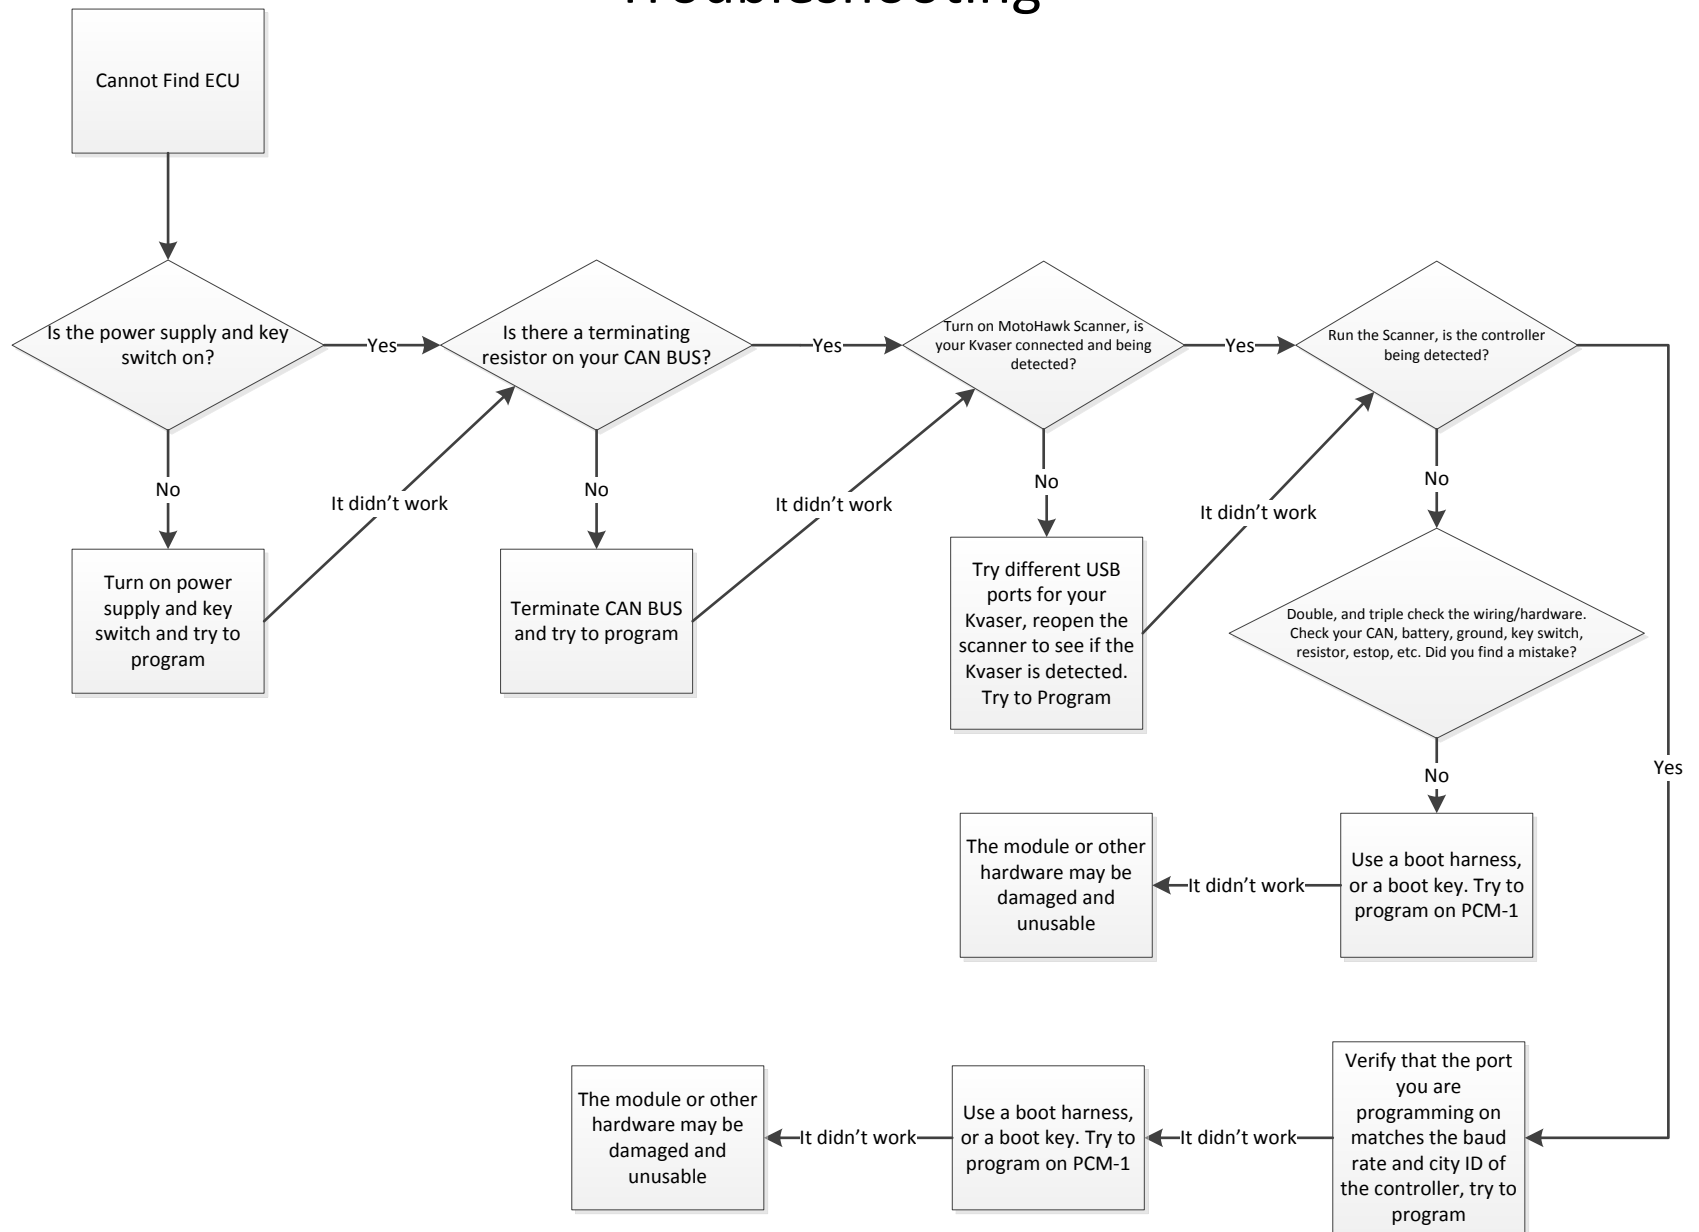 Troubleshooting
Cannot Find ECU
Is the power supply and key
switch on?
Yes
Is there a terminating
resistor on your CAN BUS?
Yes
Turn on MotoHawk Scanner, is
your Kvaser connected and being
detected?
Yes
Run the Scanner, is the controller
being detected?
No
It didn't work
No
It didn't work
No
It didn't work
No
Turn on power
supply and key
switch and try to
program
Terminate CAN BUS
and try to program
Try different USB
ports for your
Kvaser, reopen the
scanner to see if the
Kvaser is detected.
Try to Program
Double, and triple check the wiring/hardware.
Check your CAN, battery, ground, key switch,
resistor, estop, etc. Did you find a mistake?
No
Yes
The module or other
hardware may be
damaged and
unusable
It didn't work
Use a boot harness,
or a boot key. Try to
program on PCM-1
The module or other
hardware may be
damaged and
unusable
It didn't work
Use a boot harness,
or a boot key. Try to
program on PCM-1
It didn't work
Verify that the port
you are
programming on
matches the baud
rate and city ID of
the controller, try to
program